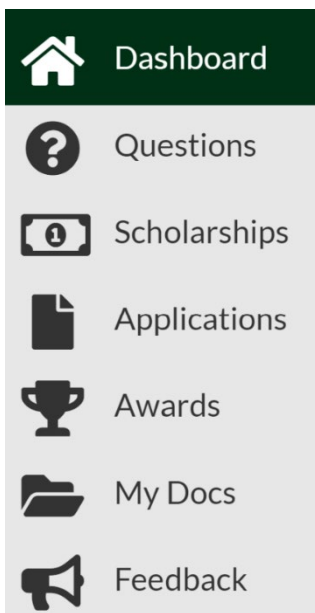 Dashboard
Questions
Scholarships
Applications
Awards
My Docs
Feedback